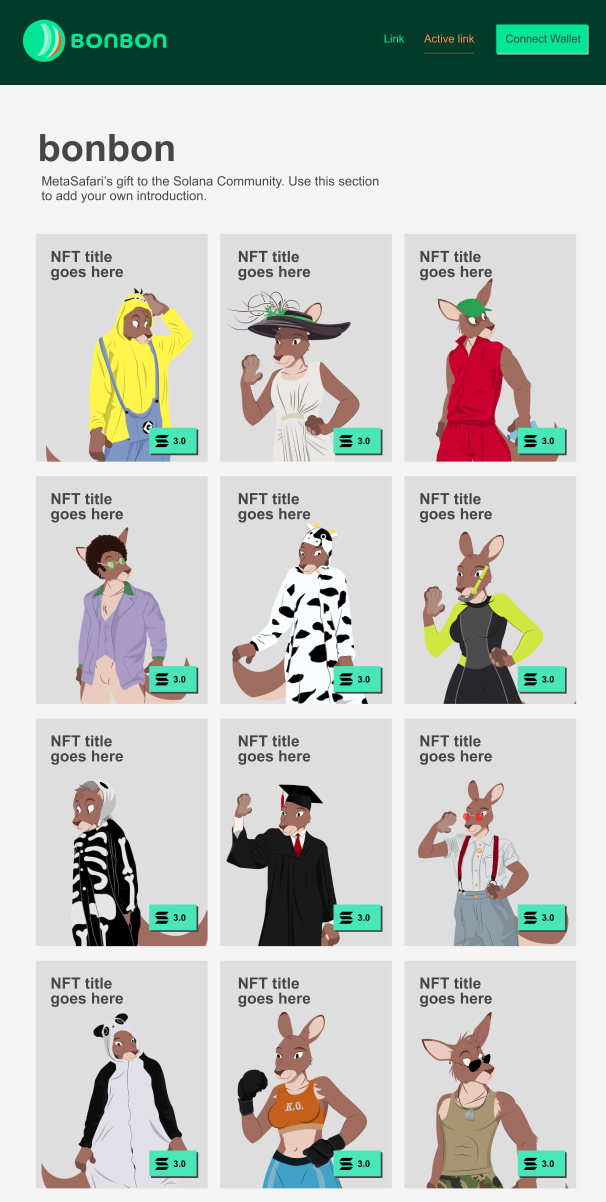 BONBON
Link
Active link
Connect Wallet
bonbon
MetaSafari's gift to the Solana Community. Use this section
to add your own introduction.
NFT title
goes here
3.0
NFT title
goes here
3.0
NFT title
goes here
3.0
NFT title
goes here
3.0
NFT title
goes here
3.0
NFT title
goes here
3.0
NFT title
goes here
3.0
NFT title
goes here
3.0
NFT title
goes here
3.0
NFT title
goes here
3.0
NFT title
goes here
K.O.
3.0
NFT title
goes here
3.0